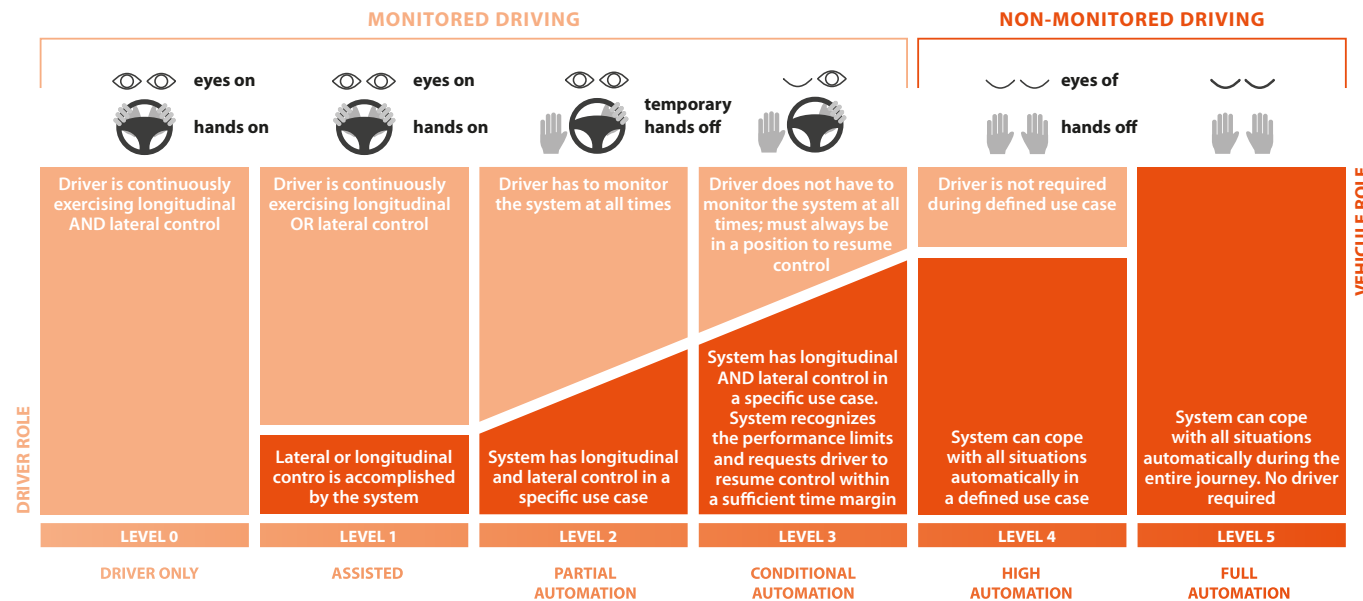 MONITORED DRIVING
NON-MONITORED DRIVING
eyes on
hands on
eyes on
hands on
temporary
hands off
eyes of
hands off
Driver is continuously
exercising longitudinal
AND lateral control
Driver is continuously
exercising longitudinal
OR lateral control
Driver has to monitor
the system at all times
Driver does not have to
monitor the system at all
times; must always be
in a position to resume
control
Driver is not required
during defined use case
VEHICULE ROLE
DRIVER ROLE
Lateral or longitudinal
contro is accomplished
by the system
System has longitudinal
and lateral control in a
specific use case
System has longitudinal
AND lateral control in
a specific use case.
System recognizes
the performance limits
and requests driver to
resume control within
a sufficient time margin
System can cope
with all situations
automatically in
a defined use case
System can cope
with all situations
automatically during the
entire journey. No driver
required
LEVEL 0
LEVEL 1
LEVEL 2
LEVEL 3
LEVEL 4
LEVEL 5
DRIVER ONLY
ASSISTED
PARTIAL
AUTOMATION
CONDITIONAL
AUTOMATION
HIGH
AUTOMATION
FULL
AUTOMATION